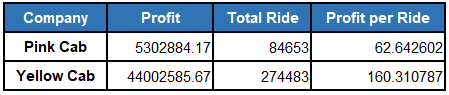 Company Profit Total Ride Profit per Ride
Pink Cab 5302884.17 84653 62.642602
Yellow Cab 44002585.67 274483 160.310787